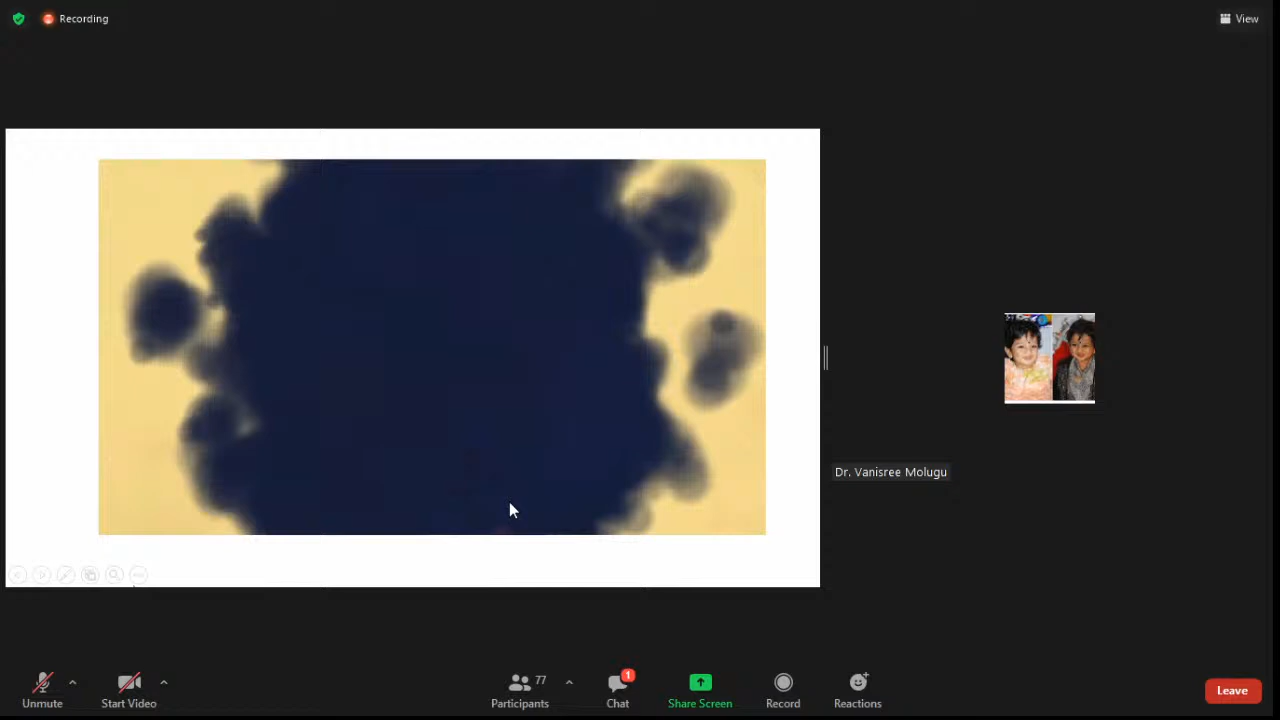 Recording
View
Dr. Vanisree Molugu
Unmute
Start Video
77
Participants
1
Chat
Share Screen
Record
Reactions
Leave